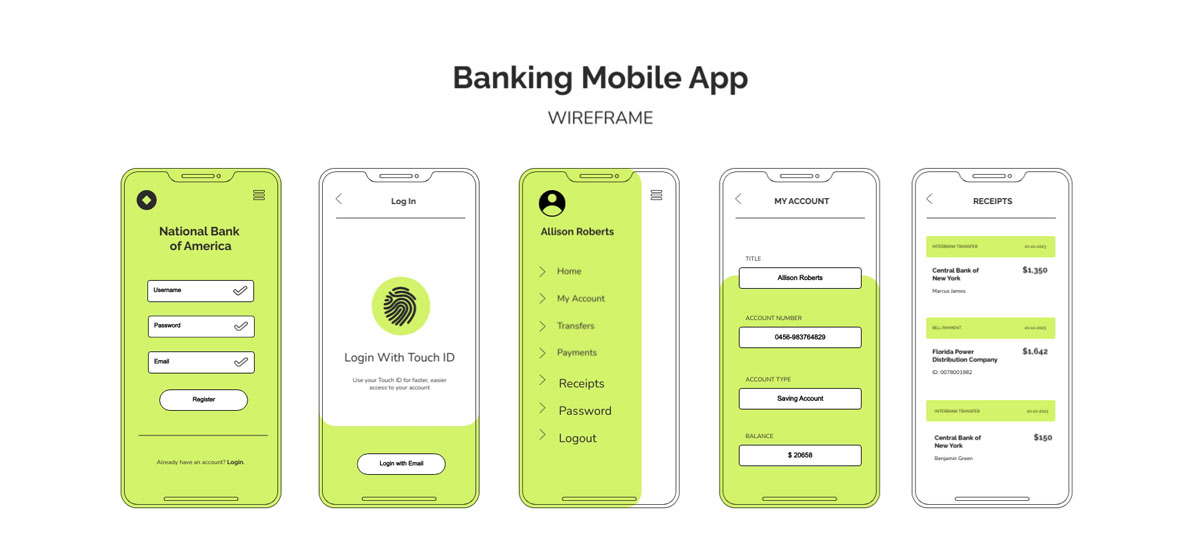 Banking Mobile App
WIREFRAME
National Bank
of America
Username
Password
Email
Register
Already have an account? Login.
Log In
Login With Touch ID
Use your Touch ID for faster, easier
access to your account
Login with Email
Allison Roberts
Home
My Account
Transfers
Payments
Receipts
Password
Logout
MY ACCOUNT
TITLE
Allison Roberts
ACCOUNT NUMBER
0456-983764829
ACCOUNT TYPE
Saving Account
BALANCE
$ 20658
RECEIPTS
INTERBANK TRANSFER 20-10-2023
Central Bank of $1,350
New York
Marcus James
BILL PAYMENT 20-10-2023
Florida Power $1,642
Distribution Company
ID: 0078001982
INTERBANK TRANSFER 20-10-2023
Central Bank of $150
New York
Benjamin Green